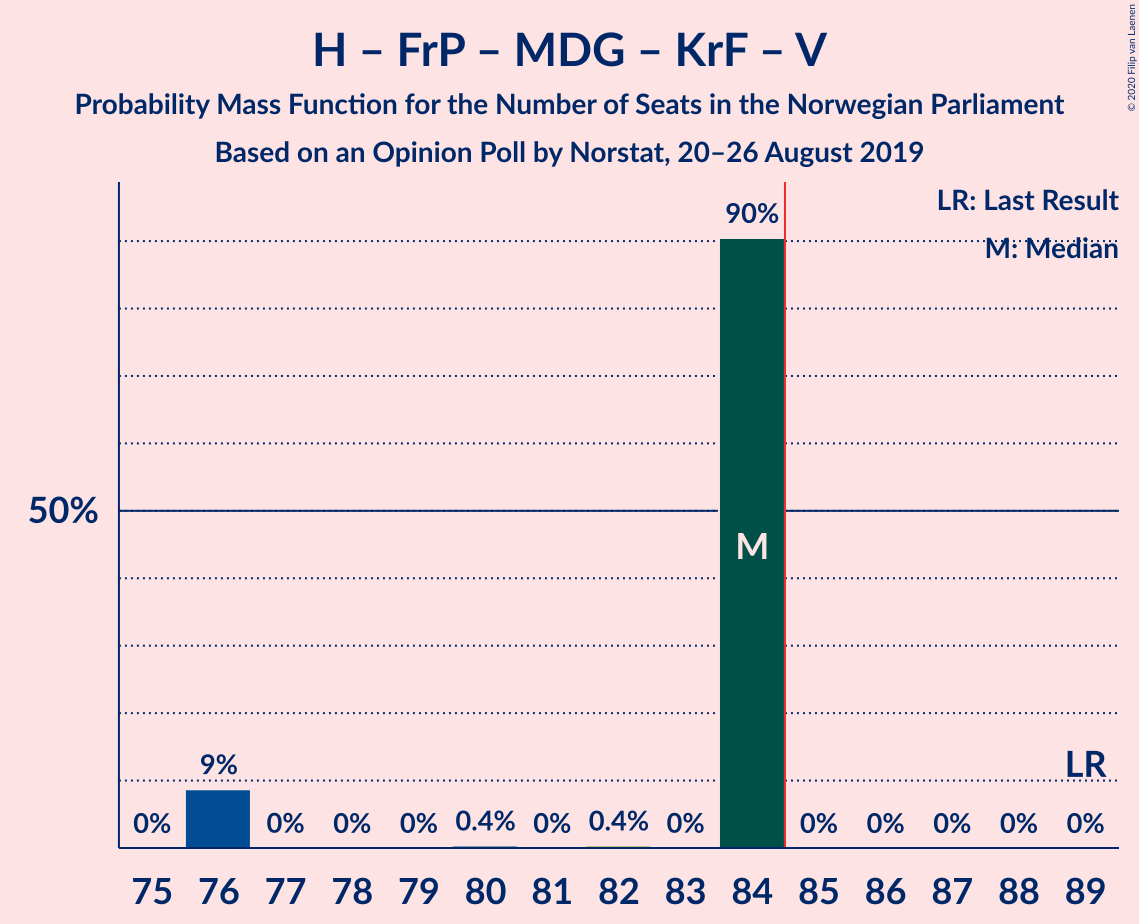 H – FrP – MDG – KrF – V
Probability Mass Function for the Number of Seats in the Norwegian Parliament
Based on an Opinion Poll by Norstat, 20–26 August 2019
© 2020 Filip van Laenen
LR: Last Result
M: Median
90%
50%
M
9%
LR
0% 0% 0% 0% 0.4% 0% 0.4% 0% 0% 0% 0% 0% 0%
75 76 77 78 79 80 81 82 83 84 85 86 87 88 89